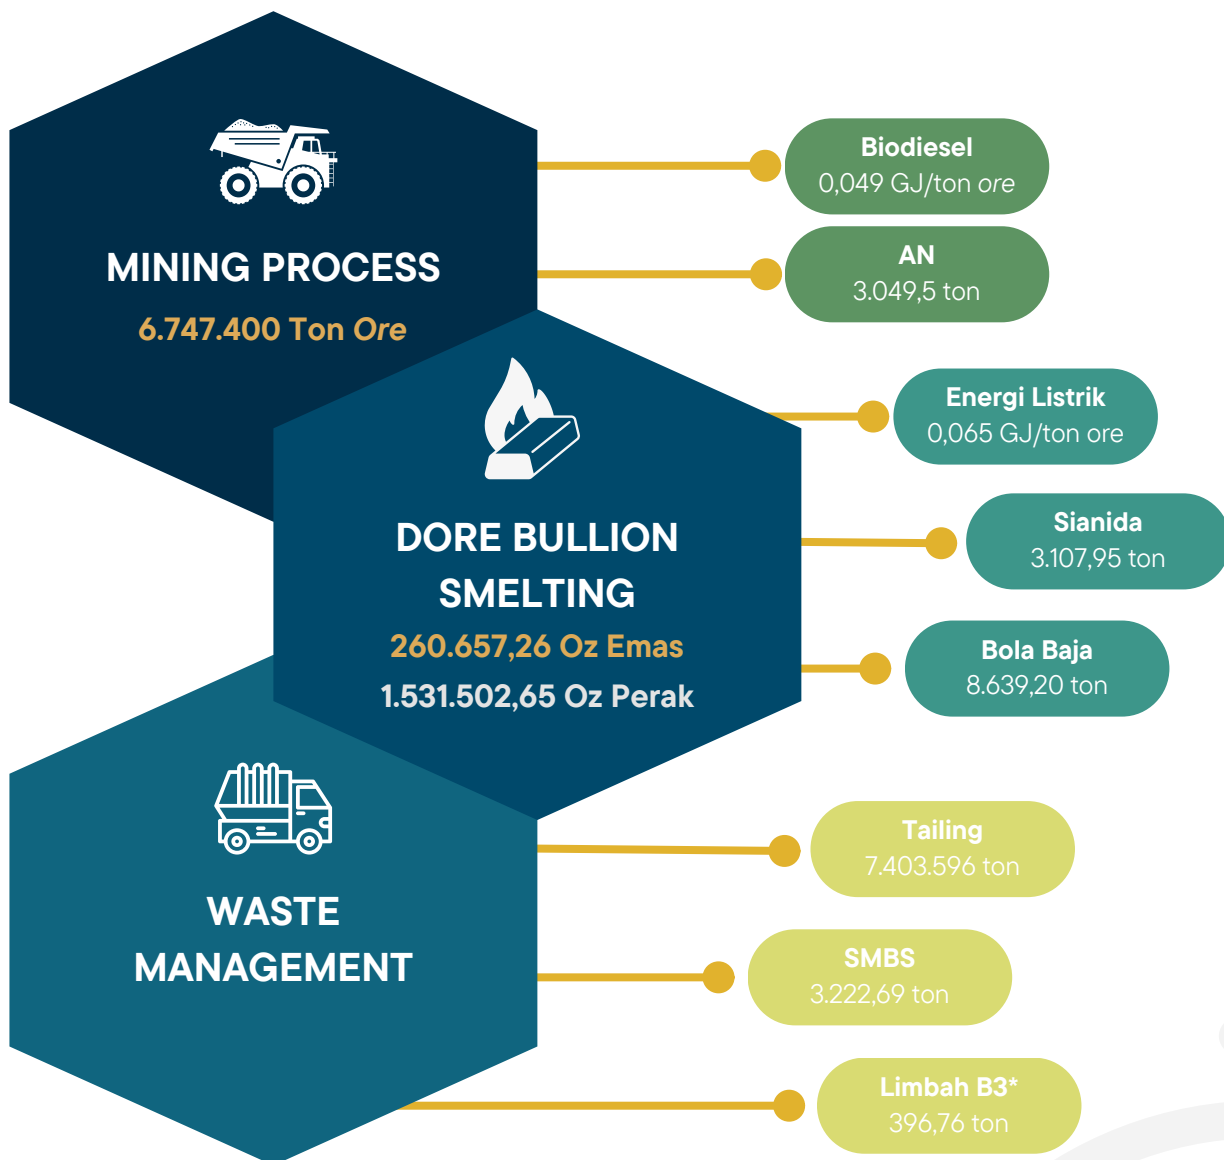 MINING PROCESS
6.747.400 Ton Ore
Biodiesel
0,049 GJ/ton ore
AN
3.049,5 ton
DORE BULLION
SMELTING
260.657,26 Oz Emas
1.531.502,65 Oz Perak
Energi Listrik
0,065 GJ/ton ore
Sianida
3.107,95 ton
Bola Baja
8.639,20 ton
WASTE
MANAGEMENT
Tailing
7.403.596 ton
SMBS
3.222,69 ton
Limbah B3*
396,76 ton